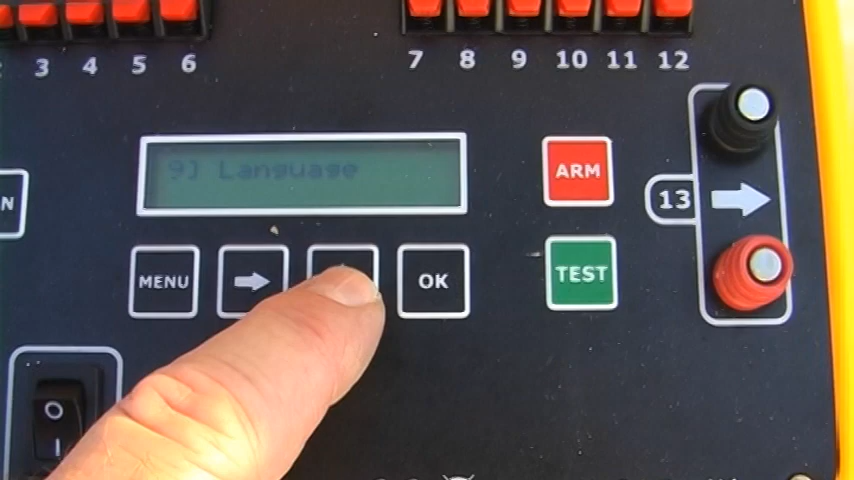 3 4 5 6
7 8 9 10 11 12
9] Language
ARM
13
N
MENU
OK
TEST
O
I